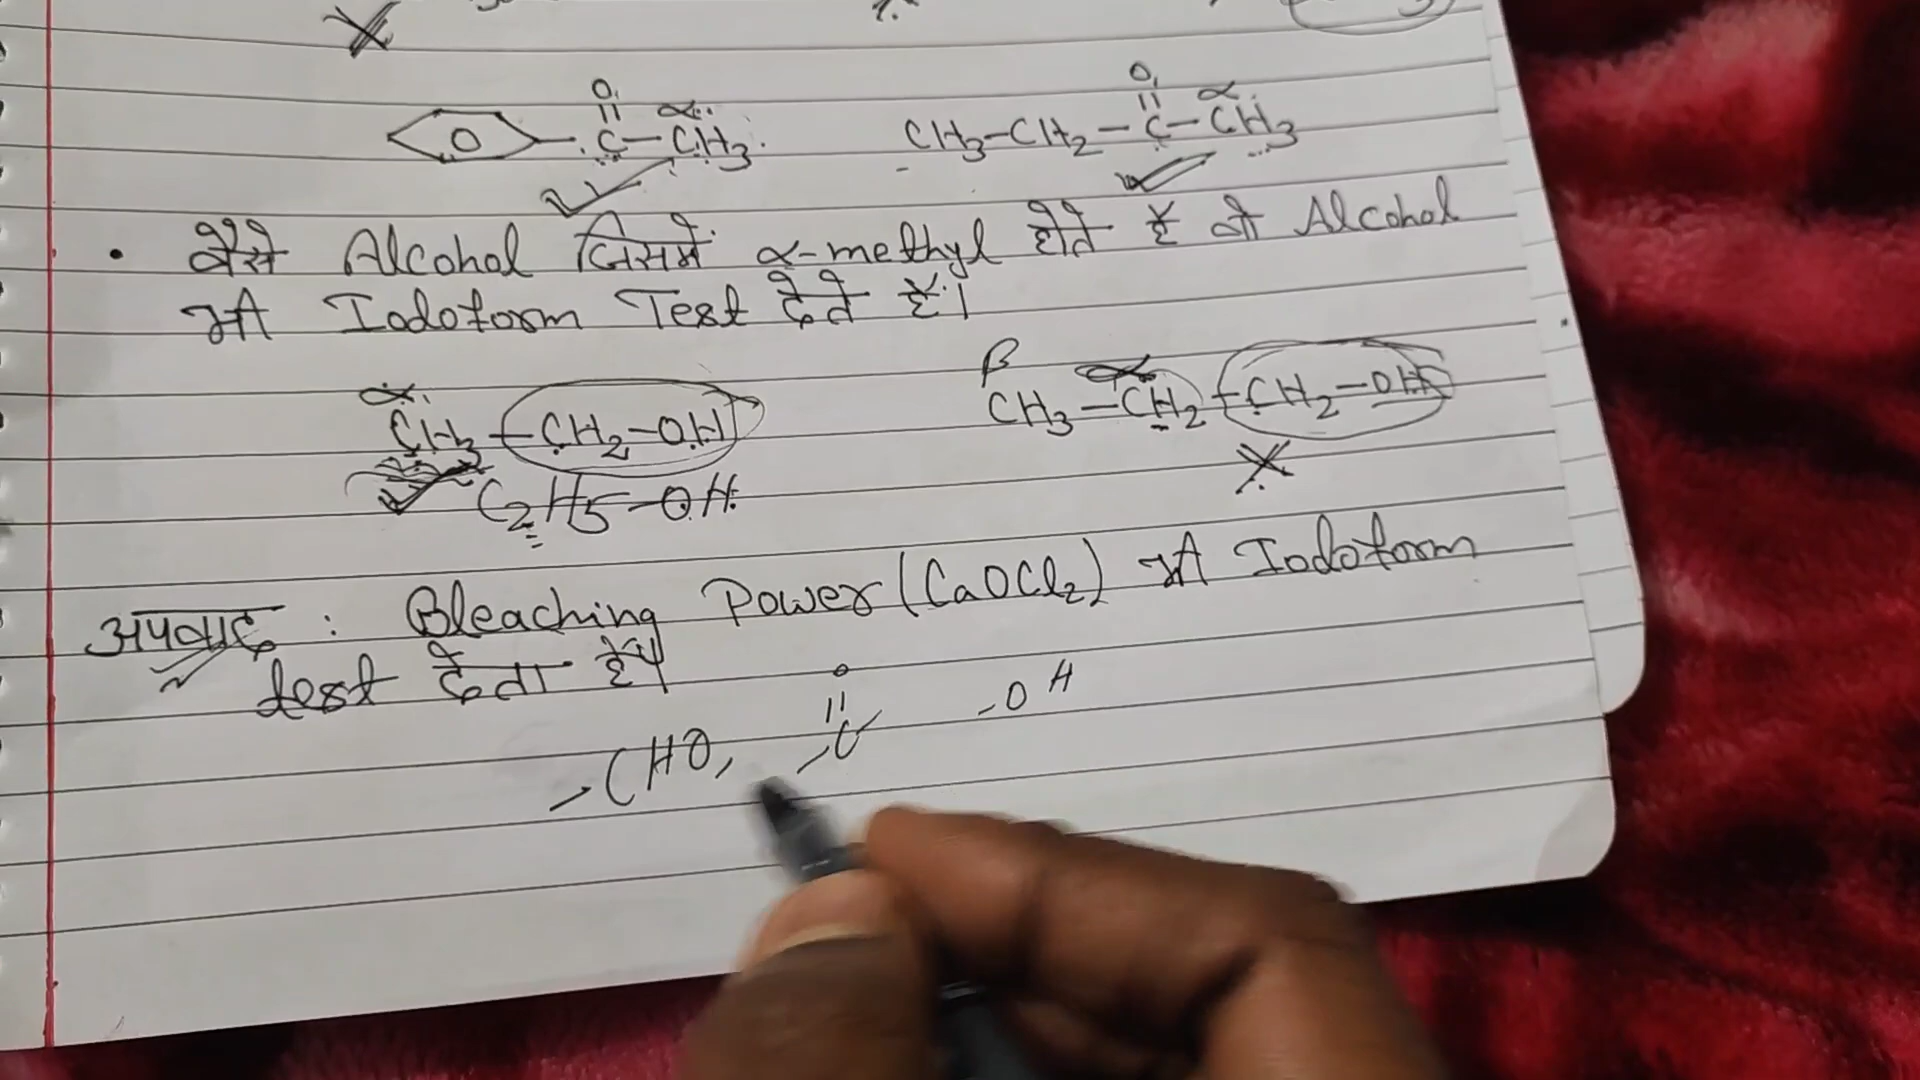 O
||
α
C-CH3
O
||
α
CH3-CH2-C-CH3
• वैसे Alcohol जिसमे α-methyl होते हैं वो Alcohol
भी Iodoform Test देते हैं।
α
CH3-CH2-OH
C2H5-OH
β α
CH3-CH2-CH2-OH
अपवाद : Bleaching Power (CaOCl2) भी Iodoform
test देता है।
O
||
-CHO, -C- -OH